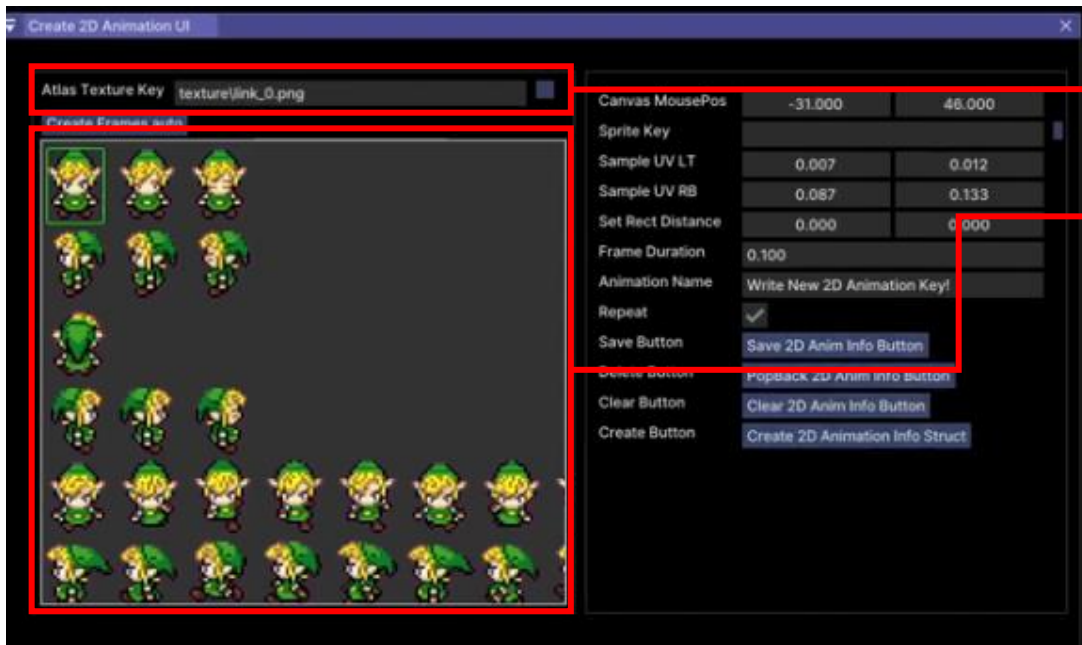 Create 2D Animation UI
Atlas Texture Key texture\link_0.png
Create Frames auto
Canvas MousePos -31.000 46.000
Sprite Key
Sample UV LT 0.007 0.012
Sample UV RB 0.087 0.133
Set Rect Distance 0.000 0.000
Frame Duration 0.100
Animation Name Write New 2D Animation Key!
Repeat
Save Button Save 2D Anim Info Button
Delete Button PopBack 2D Anim Info Button
Clear Button Clear 2D Anim Info Button
Create Button Create 2D Animation Info Struct